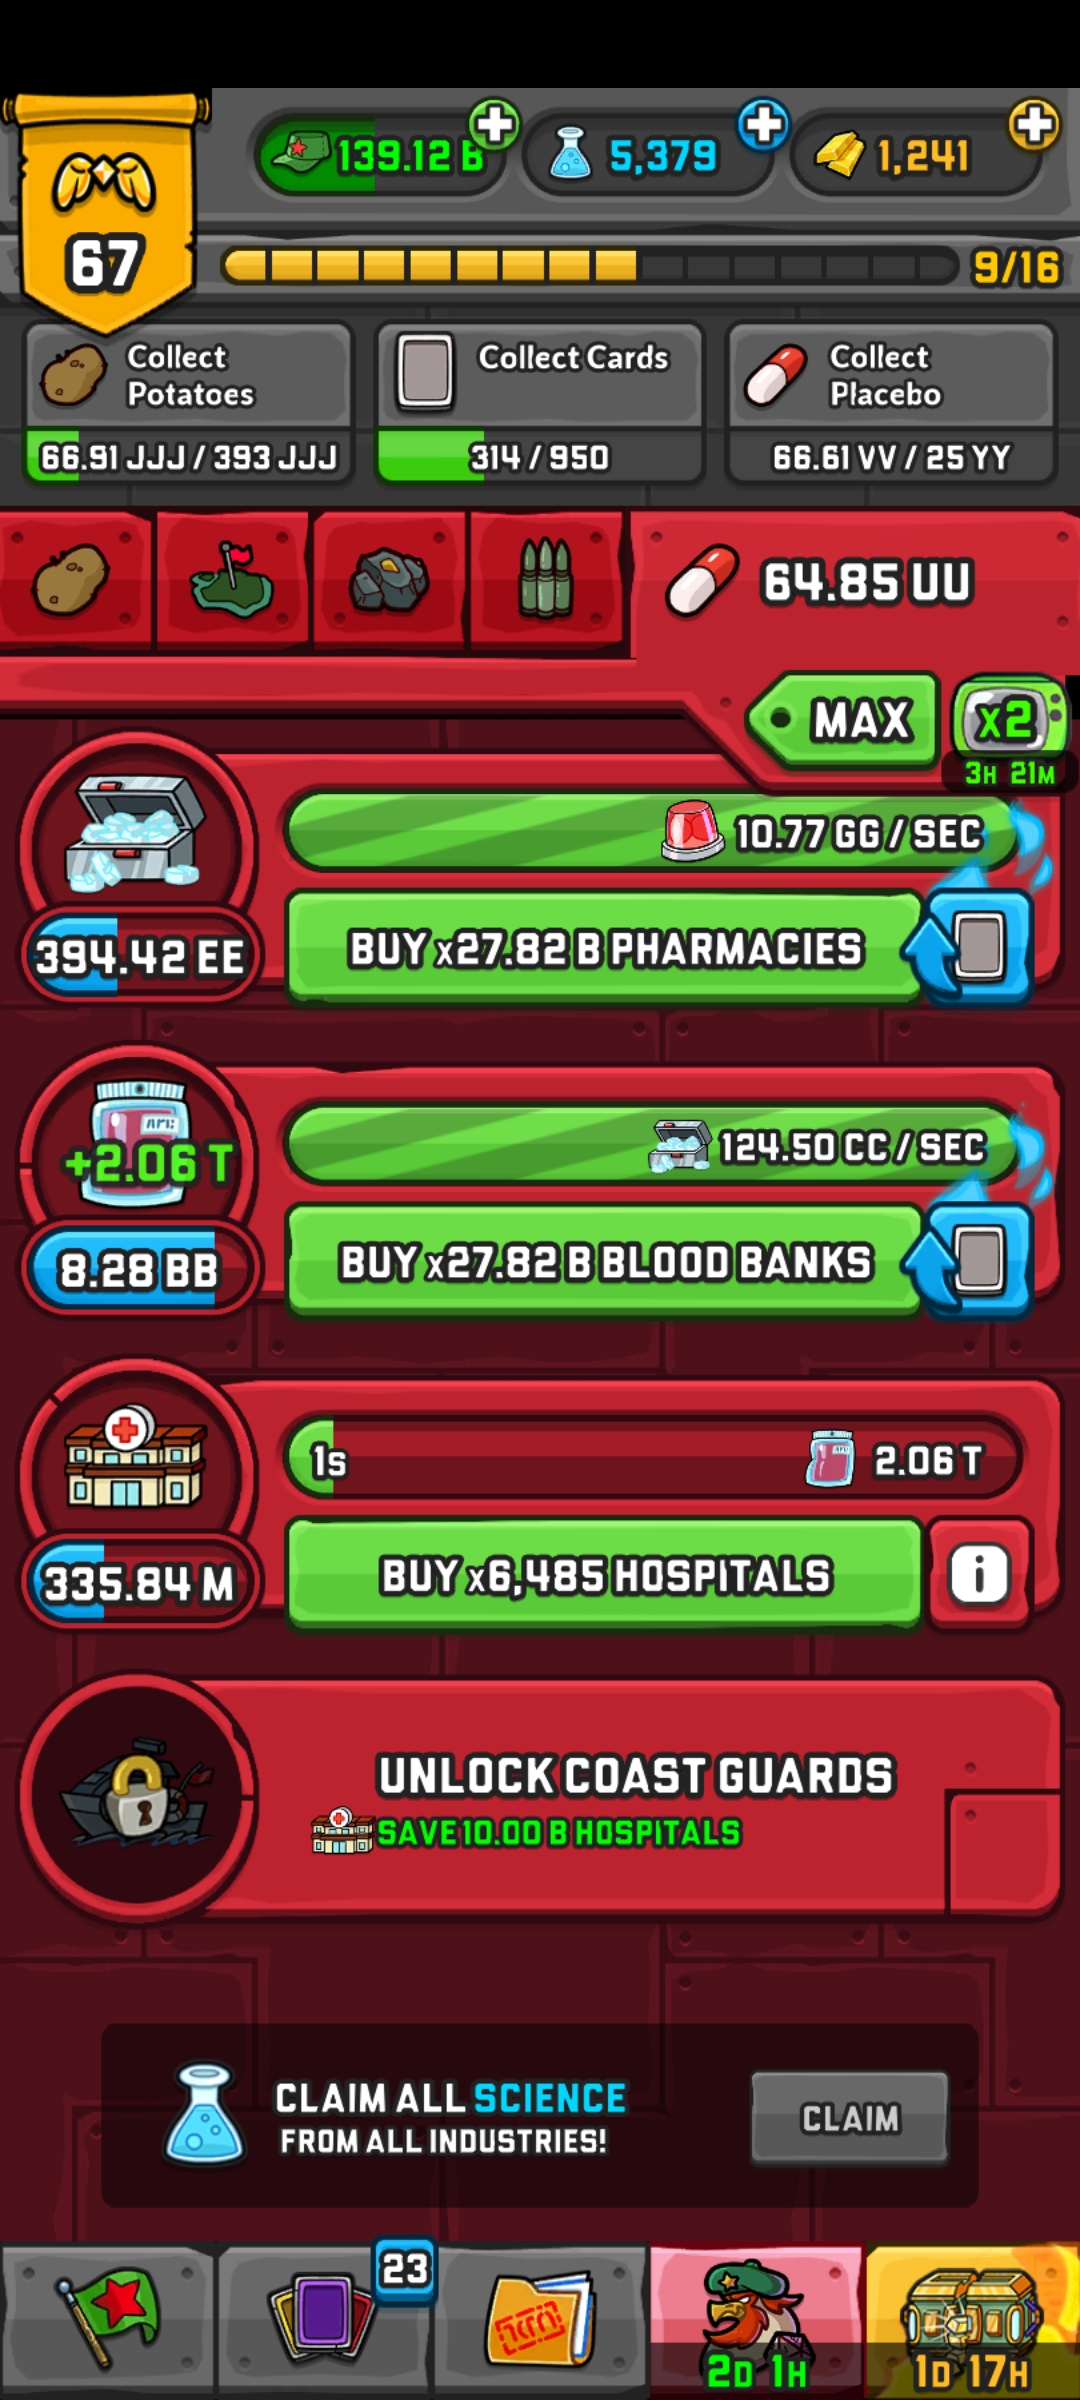 139.12 B
5,379
1,241
67
9/16
Collect Potatoes
66.91 JJJ / 393 JJJ
Collect Cards
314 / 950
Collect Placebo
66.61 VV / 25 YY
64.85 UU
MAX
x2
3H 21M
10.77 GG / SEC
394.42 EE
BUY x27.82 B PHARMACIES
+2.06 T
124.50 CC / SEC
8.28 BB
BUY x27.82 B BLOOD BANKS
1s
2.06 T
335.84 M
BUY x6,485 HOSPITALS
i
UNLOCK COAST GUARDS
SAVE 10.00 B HOSPITALS
CLAIM ALL SCIENCE
FROM ALL INDUSTRIES!
CLAIM
23
2D 1H
1D 17H